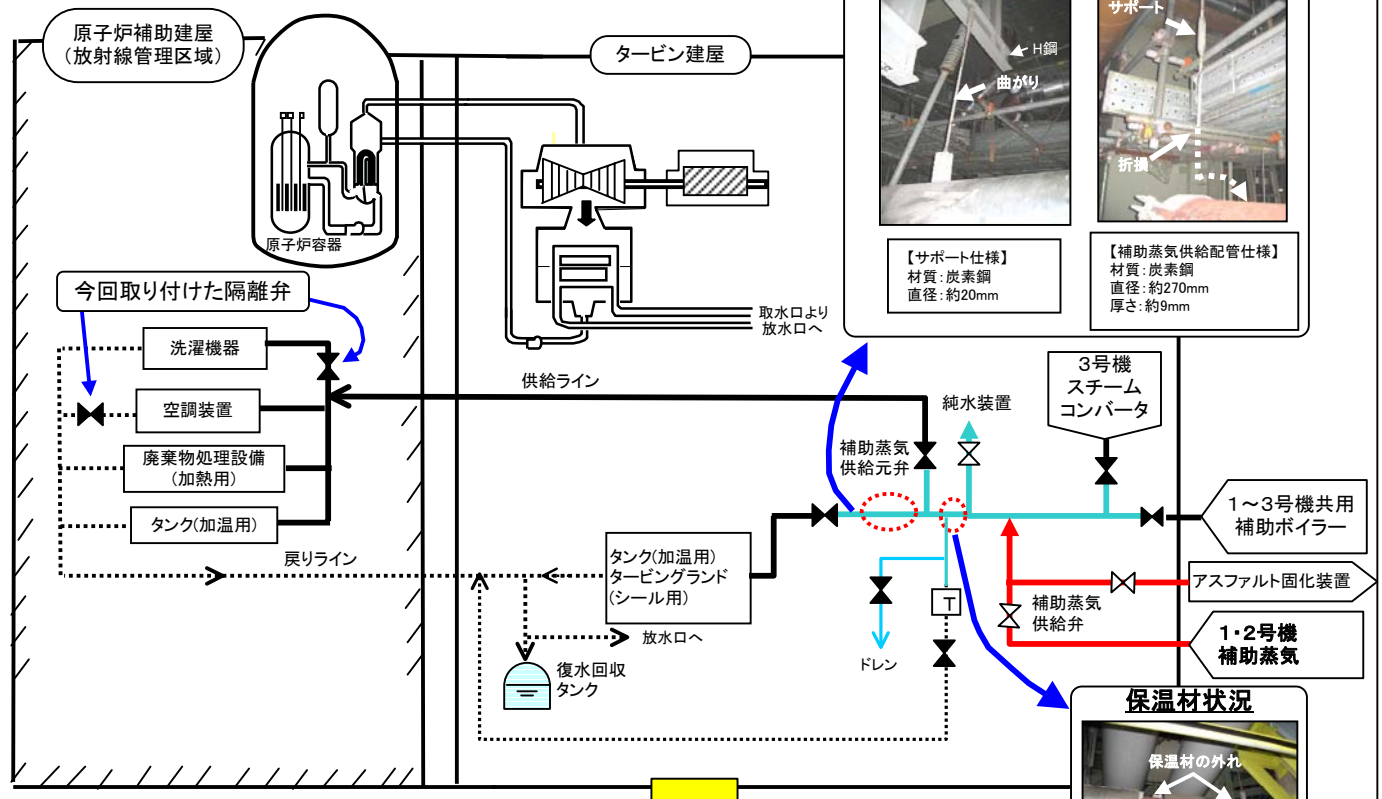 原子炉補助建屋
(放射線管理区域)
タービン建屋
サポート
H鋼
曲がり
折損
【サポート仕様】
材質:炭素鋼
直径:約20mm
【補助蒸気供給配管仕様】
材質:炭素鋼
直径:約270mm
厚さ:約9mm
原子炉容器
取水口より
放水口へ
今回取り付けた隔離弁
洗濯機器
空調装置
廃棄物処理設備
(加熱用)
タンク(加温用)
供給ライン
戻りライン
補助蒸気
供給元弁
純水装置
3号機
スチーム
コンバータ
1~3号機共用
補助ボイラー
アスファルト固化装置
補助蒸気
供給弁
1・2号機
補助蒸気
タンク(加温用)
タービングランド
(シール用)
放水口へ
復水回収
タンク
T
ドレン
保温材状況
保温材の外れ